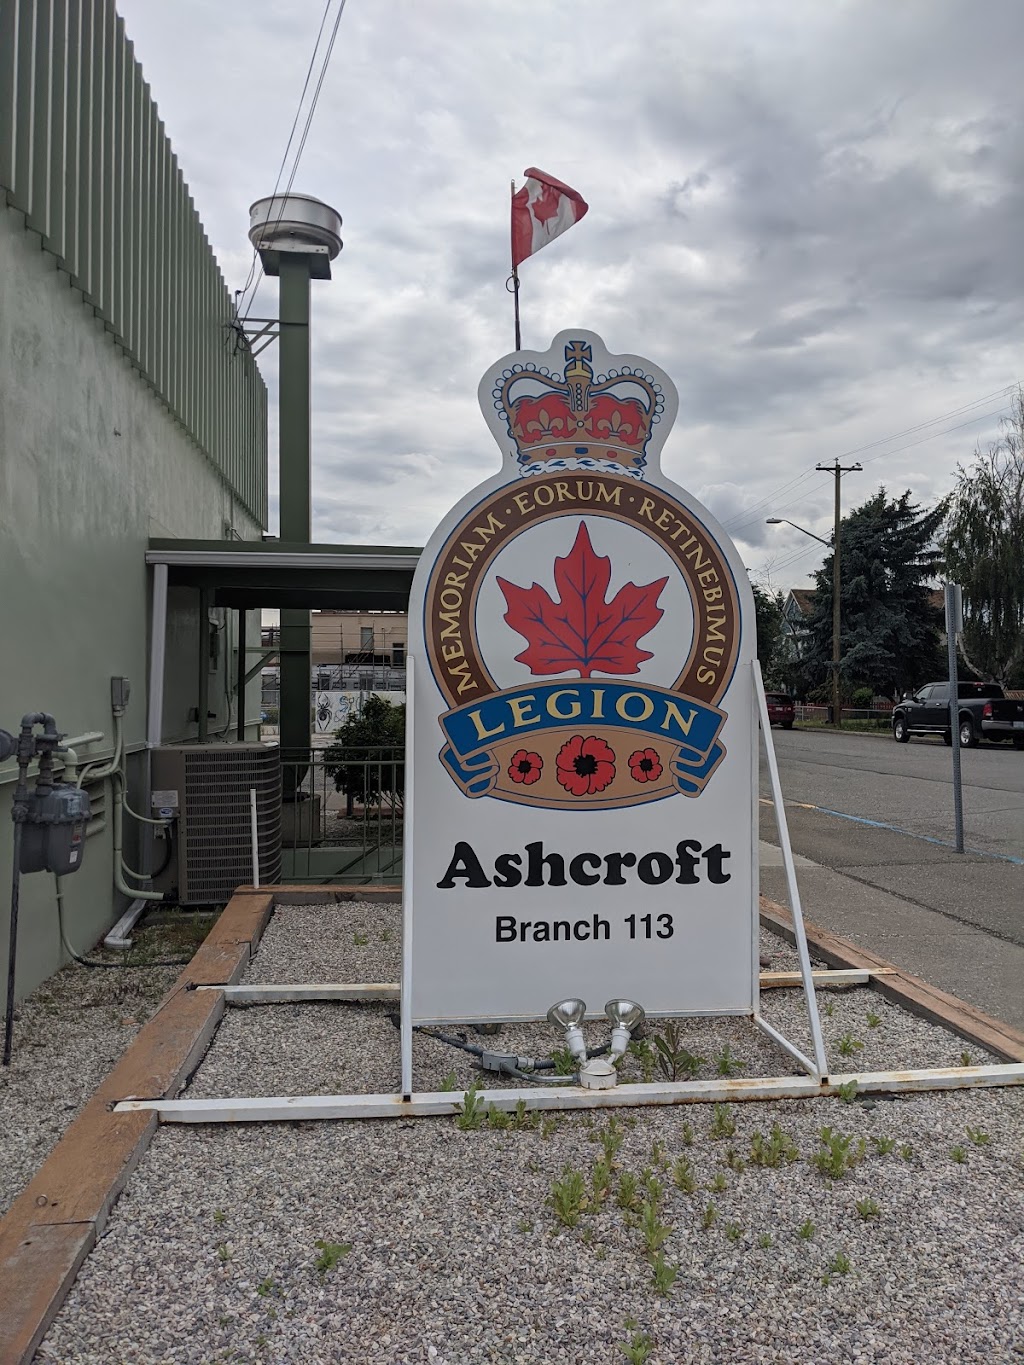 MEMORIAM · EORUM · RETINEBIMUS
LEGION
Ashcroft
Branch 113